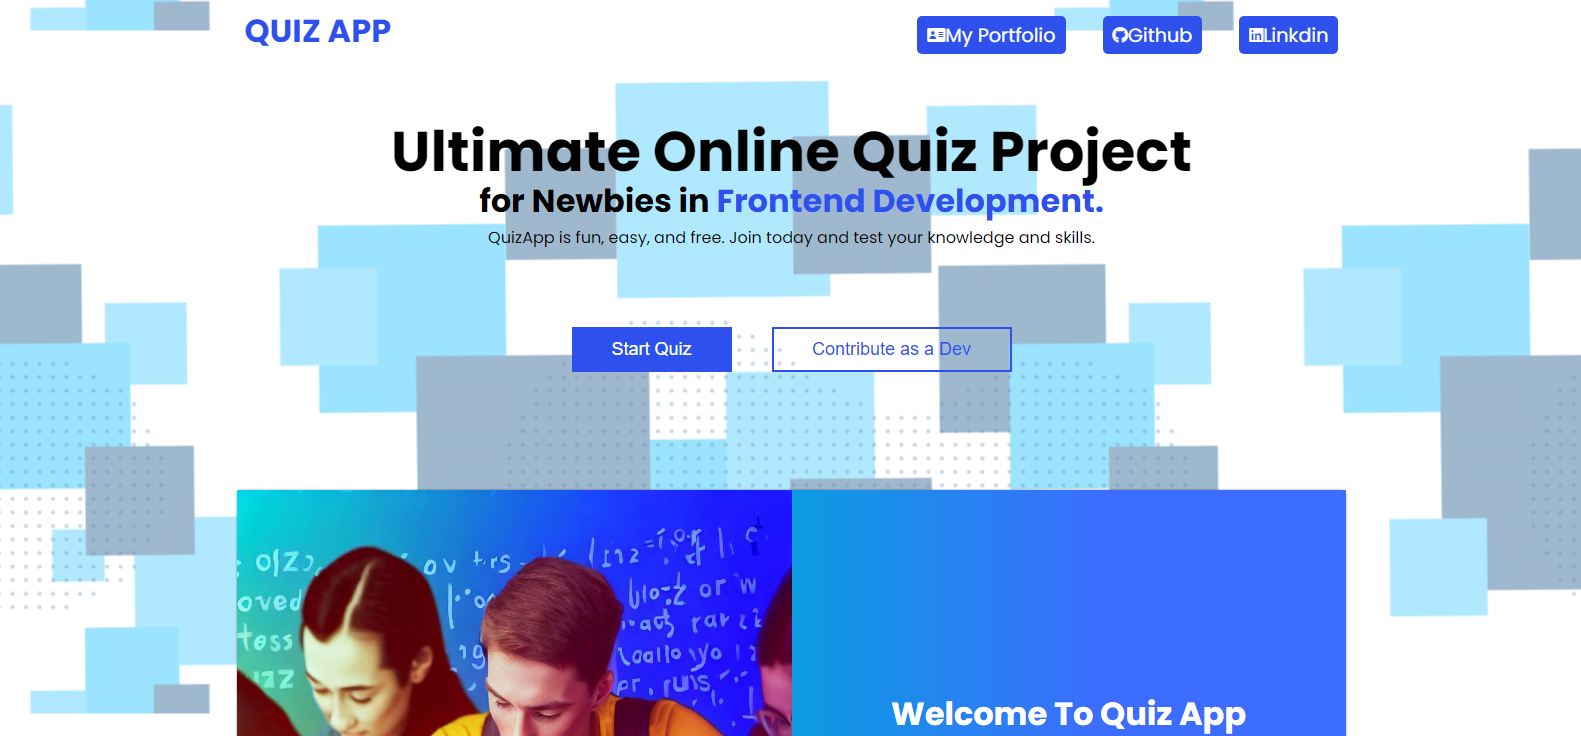 QUIZ APP
My Portfolio
Github
Linkdin
Ultimate Online Quiz Project
for Newbies in Frontend Development.
QuizApp is fun, easy, and free. Join today and test your knowledge and skills.
Start Quiz
Contribute as a Dev
Welcome To Quiz App